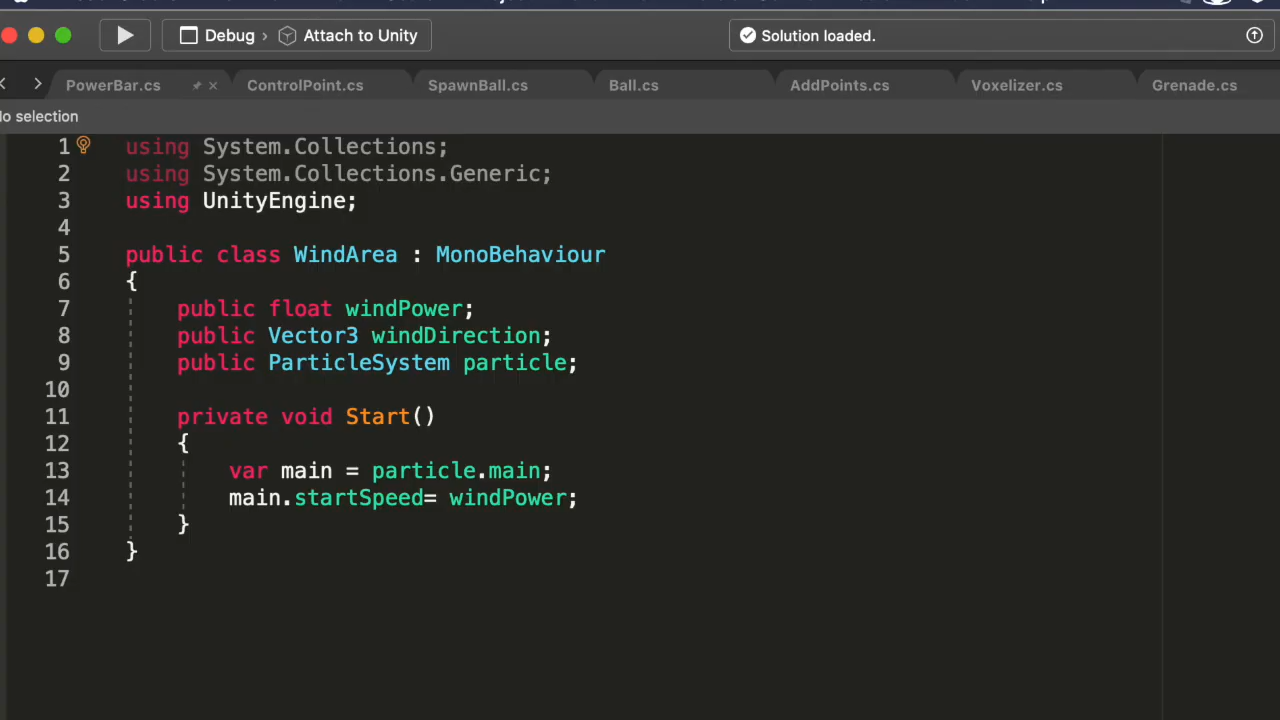 Debug › Attach to Unity
Solution loaded.
PowerBar.cs
ControlPoint.cs
SpawnBall.cs
Ball.cs
AddPoints.cs
Voxelizer.cs
Grenade.cs
o selection
1 using System.Collections;
2 using System.Collections.Generic;
3 using UnityEngine;
4
5 public class WindArea : MonoBehaviour
6 {
7 public float windPower;
8 public Vector3 windDirection;
9 public ParticleSystem particle;
10
11 private void Start()
12 {
13 var main = particle.main;
14 main.startSpeed= windPower;
15 }
16 }
17